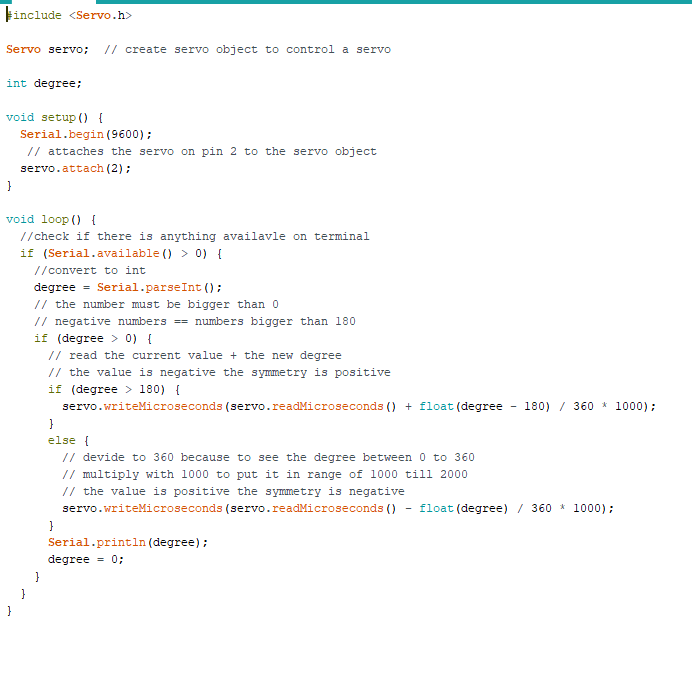 #include <Servo.h>

Servo servo;  // create servo object to control a servo

int degree;

void setup() {
  Serial.begin(9600);
   // attaches the servo on pin 2 to the servo object
  servo.attach(2);
}

void loop() {
  //check if there is anything availavle on terminal
  if (Serial.available() > 0) {
    //convert to int
    degree = Serial.parseInt();
    // the number must be bigger than 0
    // negative numbers == numbers bigger than 180
    if (degree > 0) {
      // read the current value + the new degree
      // the value is negative the symmetry is positive
      if (degree > 180) {
        servo.writeMicroseconds(servo.readMicroseconds() + float(degree - 180) / 360 * 1000);
      }
      else {
        // devide to 360 because to see the degree between 0 to 360
        // multiply with 1000 to put it in range of 1000 till 2000
        // the value is positive the symmetry is negative
        servo.writeMicroseconds(servo.readMicroseconds() - float(degree) / 360 * 1000);
      }
      Serial.println(degree);
      degree = 0;
    }
  }
}